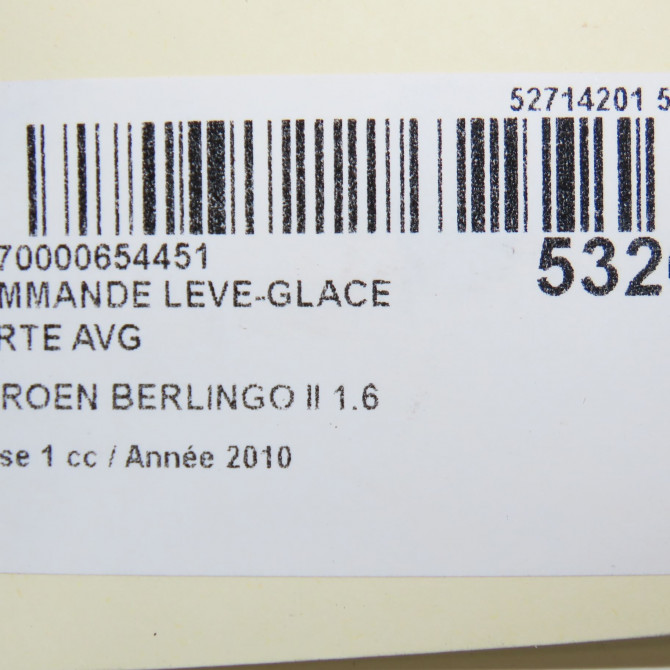 52714201 5
70000654451
MMANDE LEVE-GLACE
532
RTE AVG
ROEN BERLINGO II 1.6
se 1 cc / Année 2010